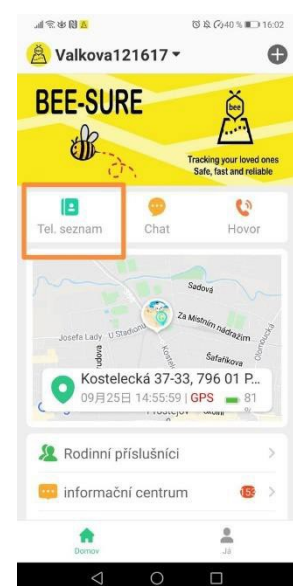 40 % 16:02
Valkova121617
BEE-SURE
bee
Tracking your loved ones
Safe, fast and reliable
Tel. seznam
Chat
Hovor
Sadová
Za Místním nádražím
Josefa Lady
U Stadionu
Šafaříkova
Olomoucká
Kostelecká 37-33, 796 01 P...
09月25日 14:55:59 | GPS 81
Rodinní příslušníci
informační centrum
153
Domov
Já